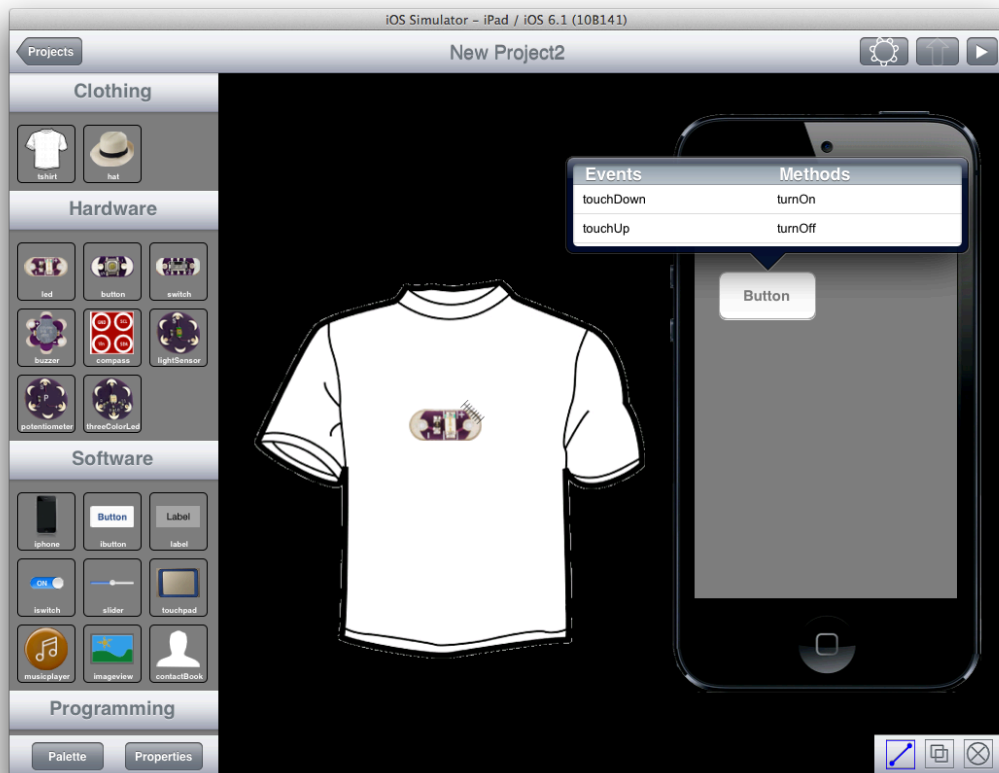 iOS Simulator – iPad / iOS 6.1 (10B141)
Projects
New Project2
Clothing
tshirt
hat
Hardware
led
button
switch
buzzer
compass
lightSensor
P
potentiometer
threeColorLed
Software
Button
Label
iphone
ibutton
label
ON
iswitch
slider
touchpad
musicplayer
imageview
contactBook
Programming
Palette
Properties
Events Methods
touchDown turnOn
touchUp turnOff
Button